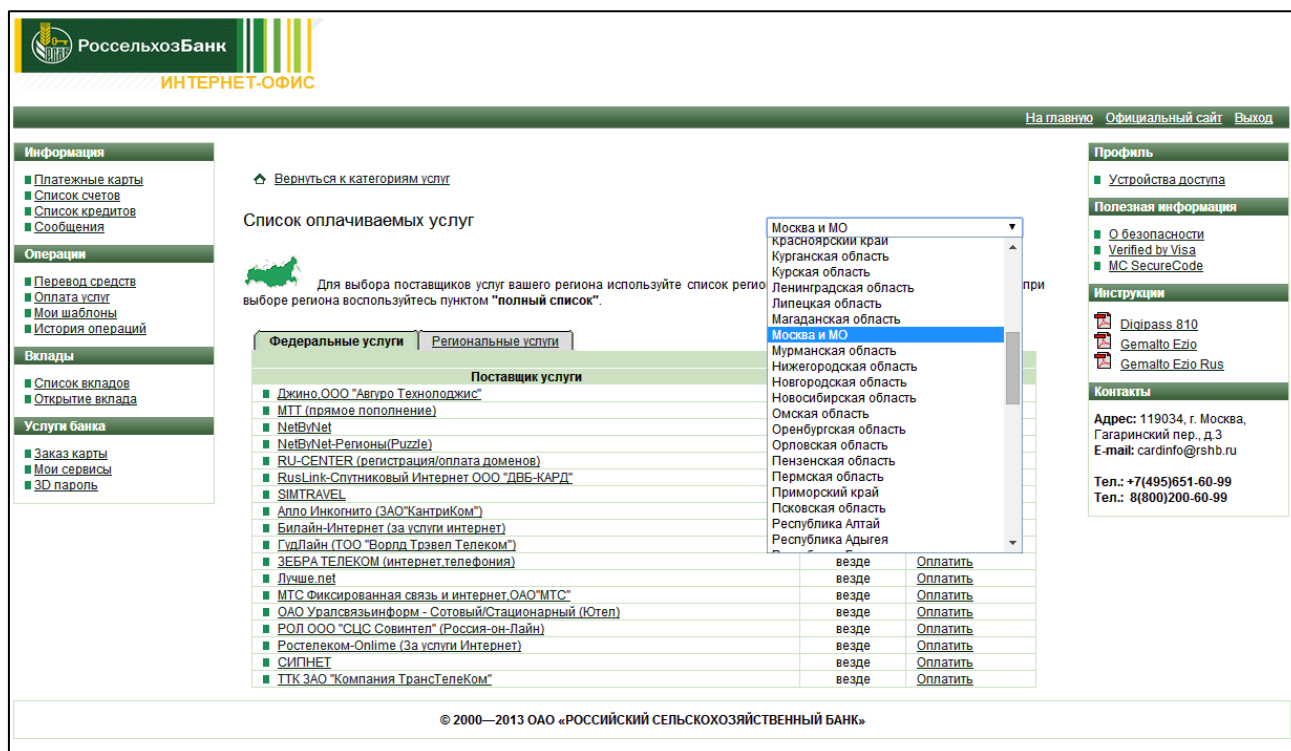 РоссельхозБанк
ИНТЕРНЕТ-ОФИС
На главную Официальный сайт Выход
Информация
Платежные карты
Список счетов
Список кредитов
Сообщения
Операции
Перевод средств
Оплата услуг
Мои шаблоны
История операций
Вклады
Список вкладов
Открытие вклада
Услуги банка
Заказ карты
Мои сервисы
3D пароль
Вернуться к категориям услуг
Список оплачиваемых услуг
Для выбора поставщиков услуг вашего региона используйте список при
выборе региона воспользуйтесь пунктом "полный список".
Федеральные услуги Региональные услуги
Поставщик услуги
Джино,ООО "Авгуро Технолоджис"
МТТ (прямое пополнение)
NetByNet
NetByNet-Регионы(Puzzle)
RU-CENTER (регистрация/оплата доменов)
RusLink-Спутниковый Интернет ООО "ДВБ-КАРД"
SIMTRAVEL
Алло Инкогнито (ЗАО"КантриКом")
Билайн-Интернет (за услуги интернет)
ГудЛайн (ТОО "Ворлд Трэвел Телеком")
ЗЕБРА ТЕЛЕКОМ (интернет,телефония) везде Оплатить
Лучше.net везде Оплатить
МТС Фиксированная связь и интернет,ОАО"МТС" везде Оплатить
ОАО Уралсвязьинформ - Сотовый/Стационарный (Ютел) везде Оплатить
РОЛ ООО "СЦС Совинтел" (Россия-он-Лайн) везде Оплатить
Ростелеком-Onlime (За услуги Интернет) везде Оплатить
СИПНЕТ везде Оплатить
ТТК ЗАО "Компания ТрансТелеКом" везде Оплатить
Москва и МО
Красноярский край
Курганская область
Курская область
Ленинградская область
Липецкая область
Магаданская область
Москва и МО
Мурманская область
Нижегородская область
Новгородская область
Новосибирская область
Омская область
Оренбургская область
Орловская область
Пензенская область
Пермская область
Приморский край
Псковская область
Республика Алтай
Республика Адыгея
Профиль
Устройства доступа
Полезная информация
О безопасности
Verified by Visa
MC SecureCode
Инструкции
Digipass 810
Gemalto Ezio
Gemalto Ezio Rus
Контакты
Адрес: 119034, г. Москва,
Гагаринский пер., д.3
E-mail: cardinfo@rshb.ru
Тел.: +7(495)651-60-99
Тел.: 8(800)200-60-99
© 2000—2013 ОАО «РОССИЙСКИЙ СЕЛЬСКОХОЗЯЙСТВЕННЫЙ БАНК»